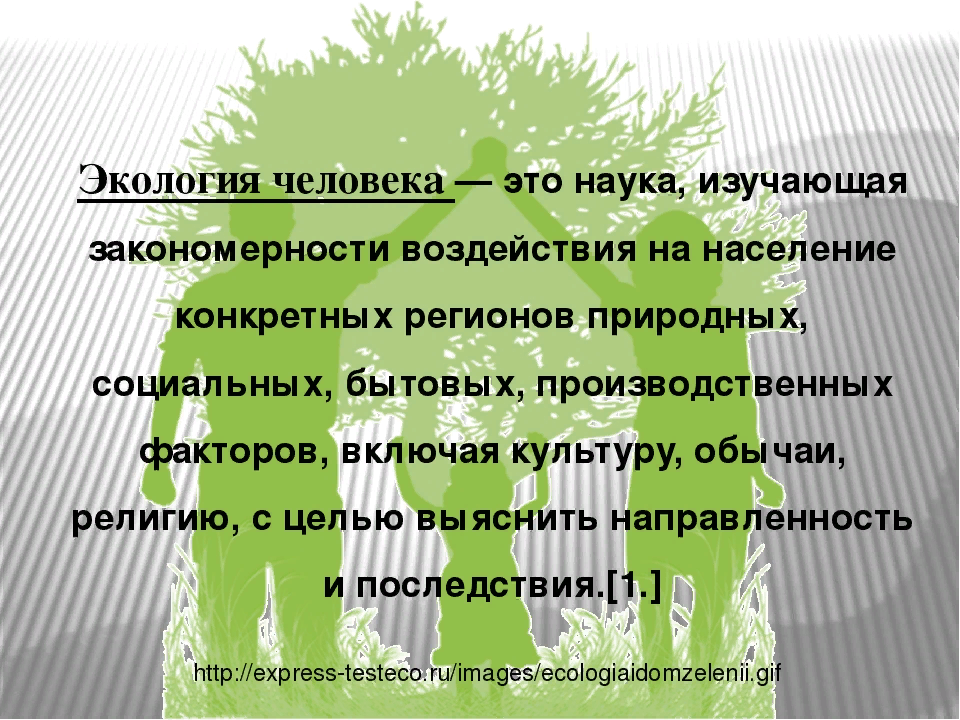 Экология человека — это наука, изучающая
закономерности воздействия на население
конкретных регионов природных,
социальных, бытовых, производственных
факторов, включая культуру, обычаи,
религию, с целью выяснить направленность
и последствия.[1.]
http://express-testeco.ru/images/ecologiaidomzelenii.gif